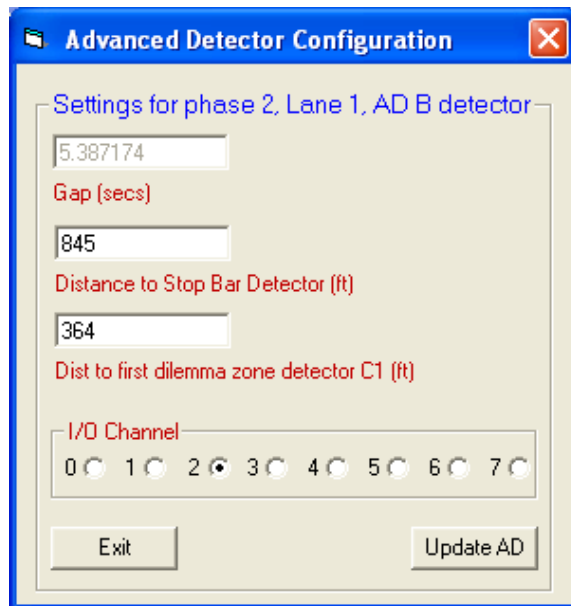 Advanced Detector Configuration
Settings for phase 2, Lane 1, AD B detector
5.387174
Gap (secs)
845
Distance to Stop Bar Detector (ft)
364
Dist to first dilemma zone detector C1 (ft)
I/O Channel
0 1 2 3 4 5 6 7
Exit Update AD